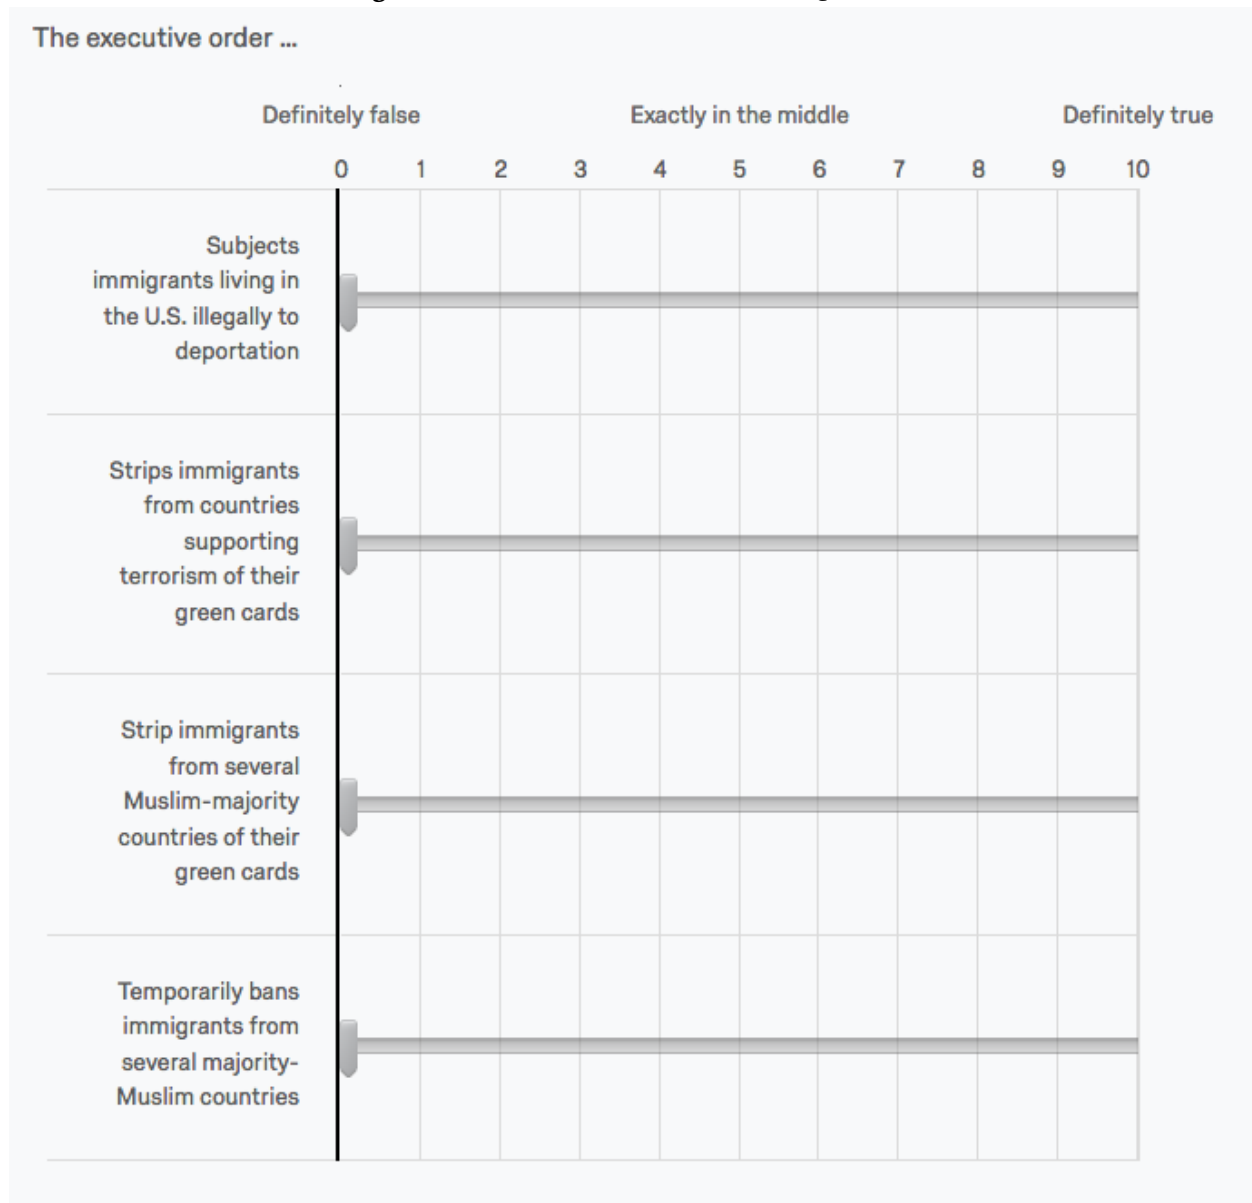 The executive order ...
Definitely false Exactly in the middle Definitely true
0 1 2 3 4 5 6 7 8 9 10
Subjects
immigrants living in
the U.S. illegally to
deportation
Strips immigrants
from countries
supporting
terrorism of their
green cards
Strip immigrants
from several
Muslim-majority
countries of their
green cards
Temporarily bans
immigrants from
several majority-
Muslim countries